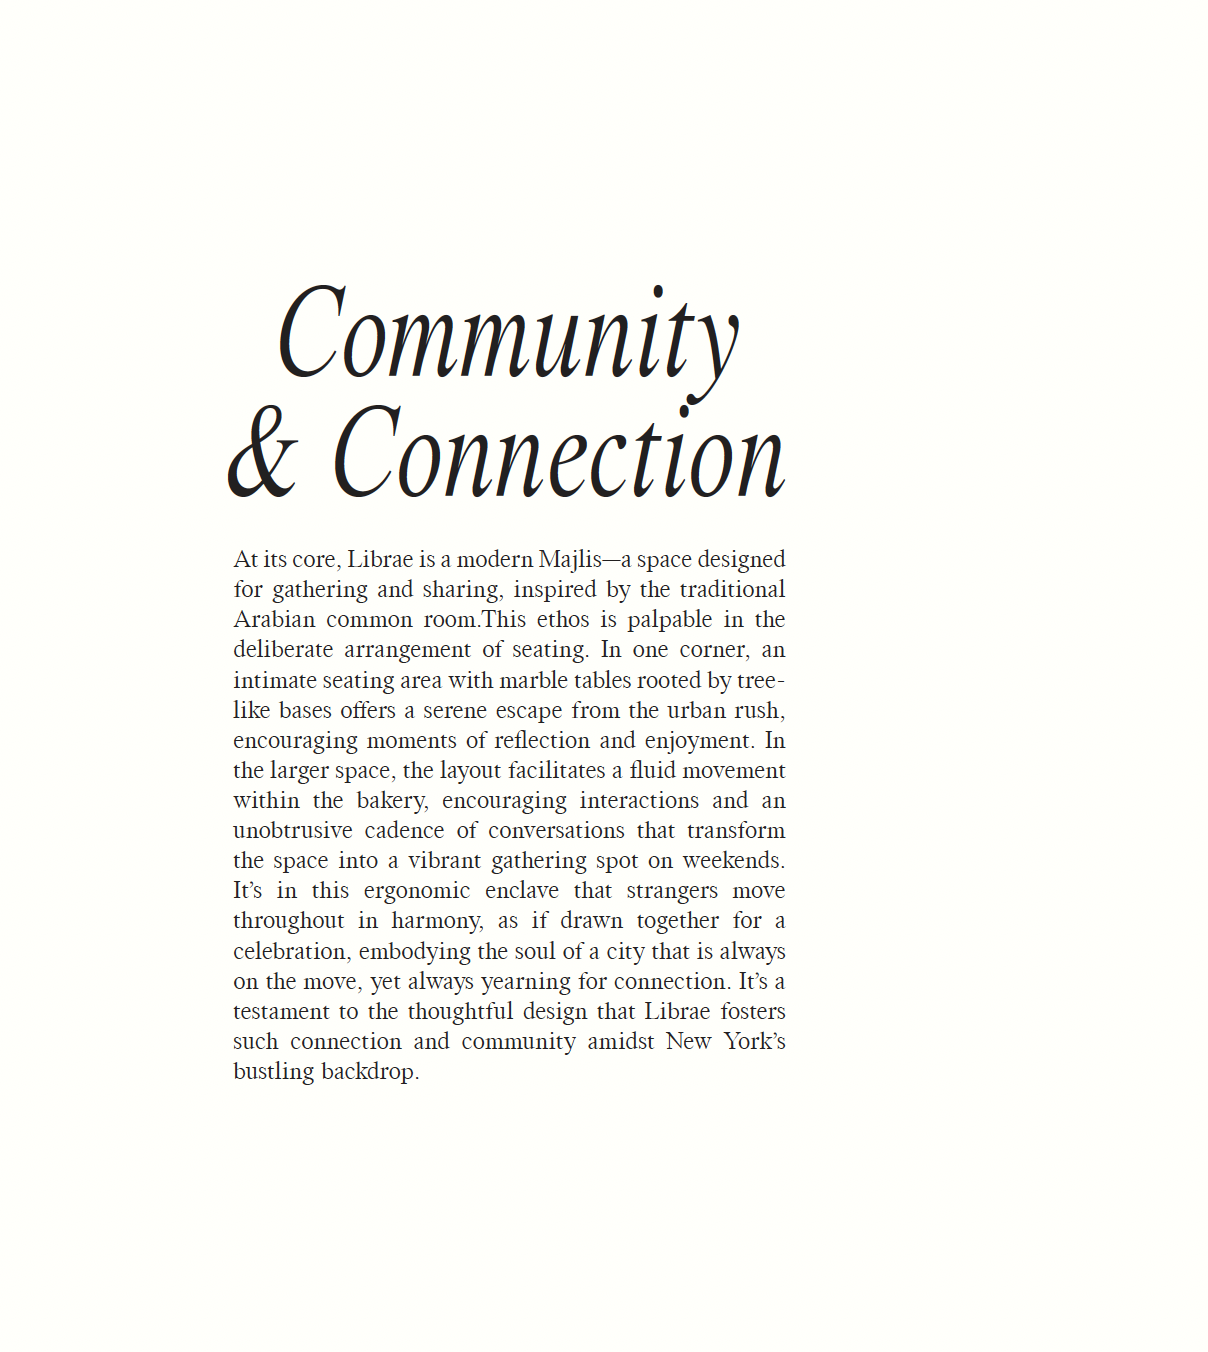 Community
& Connection
At its core, Librae is a modern Majlis—a space designed
for gathering and sharing, inspired by the traditional
Arabian common room.This ethos is palpable in the
deliberate arrangement of seating. In one corner, an
intimate seating area with marble tables rooted by tree-
like bases offers a serene escape from the urban rush,
encouraging moments of reflection and enjoyment. In
the larger space, the layout facilitates a fluid movement
within the bakery, encouraging interactions and an
unobtrusive cadence of conversations that transform
the space into a vibrant gathering spot on weekends.
It’s in this ergonomic enclave that strangers move
throughout in harmony, as if drawn together for a
celebration, embodying the soul of a city that is always
on the move, yet always yearning for connection. It’s a
testament to the thoughtful design that Librae fosters
such connection and community amidst New York’s
bustling backdrop.